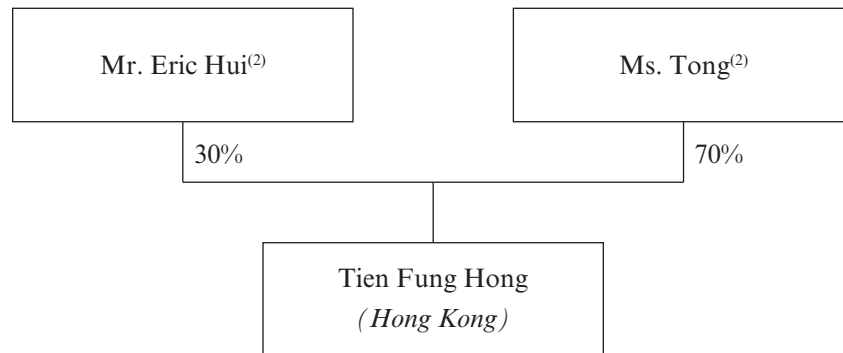 Mr. Eric Hui(2)
Ms. Tong(2)
30%
70%
Tien Fung Hong
(Hong Kong)